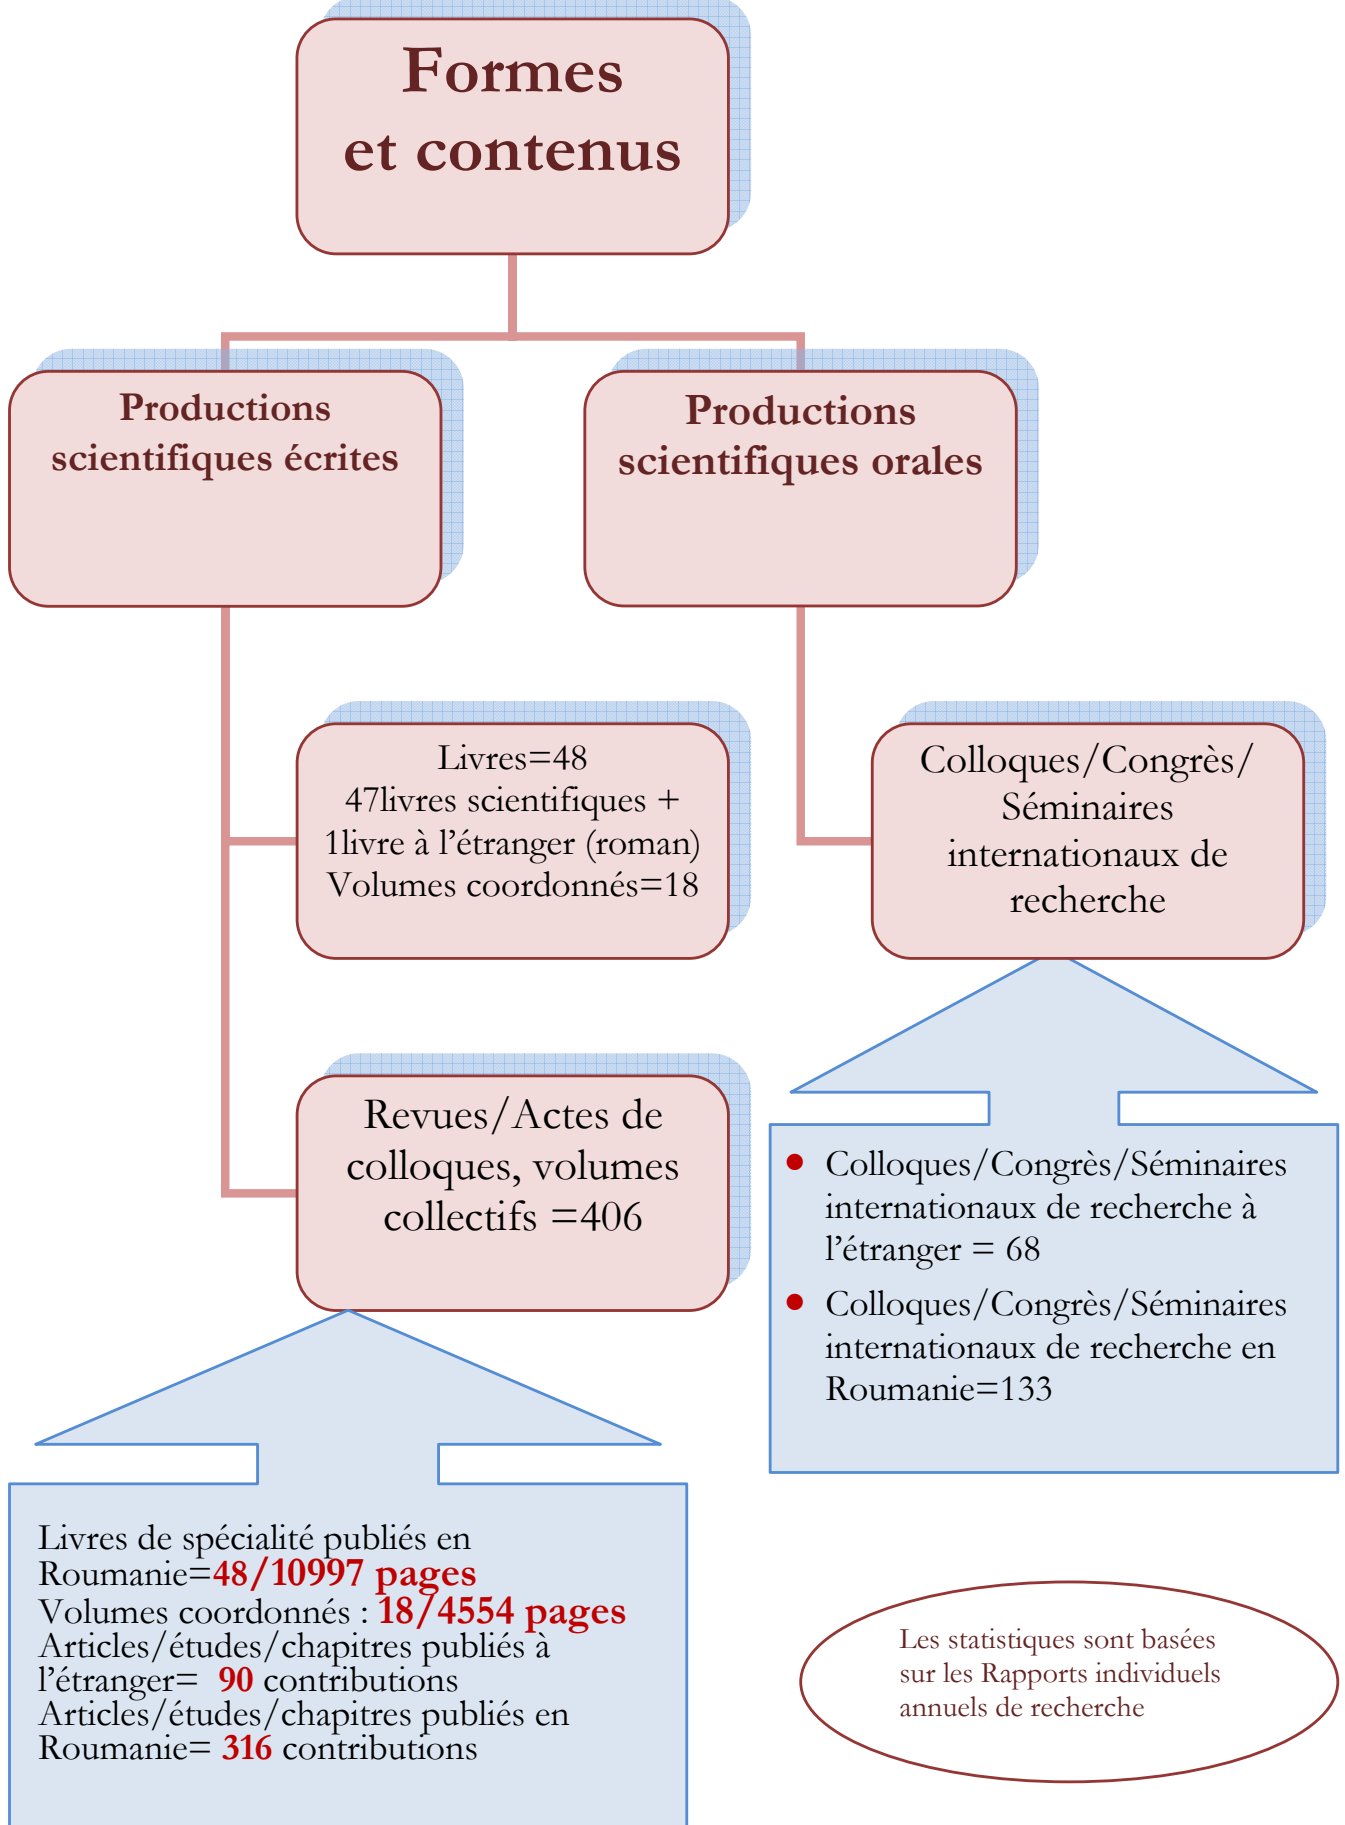 Formes
et contenus
Productions
scientifiques écrites
Productions
scientifiques orales
Livres=48
47livres scientifiques +
1livre à l’étranger (roman)
Volumes coordonnés=18
Colloques/Congrès/
Séminaires
internationaux de
recherche
Revues/Actes de
colloques, volumes
collectifs =406
• Colloques/Congrès/Séminaires
internationaux de recherche à
l’étranger = 68
• Colloques/Congrès/Séminaires
internationaux de recherche en
Roumanie=133
Livres de spécialité publiés en
Roumanie=48/10997 pages
Volumes coordonnés : 18/4554 pages
Articles/études/chapitres publiés à
l’étranger= 90 contributions
Articles/études/chapitres publiés en
Roumanie= 316 contributions
Les statistiques sont basées
sur les Rapports individuels
annuels de recherche